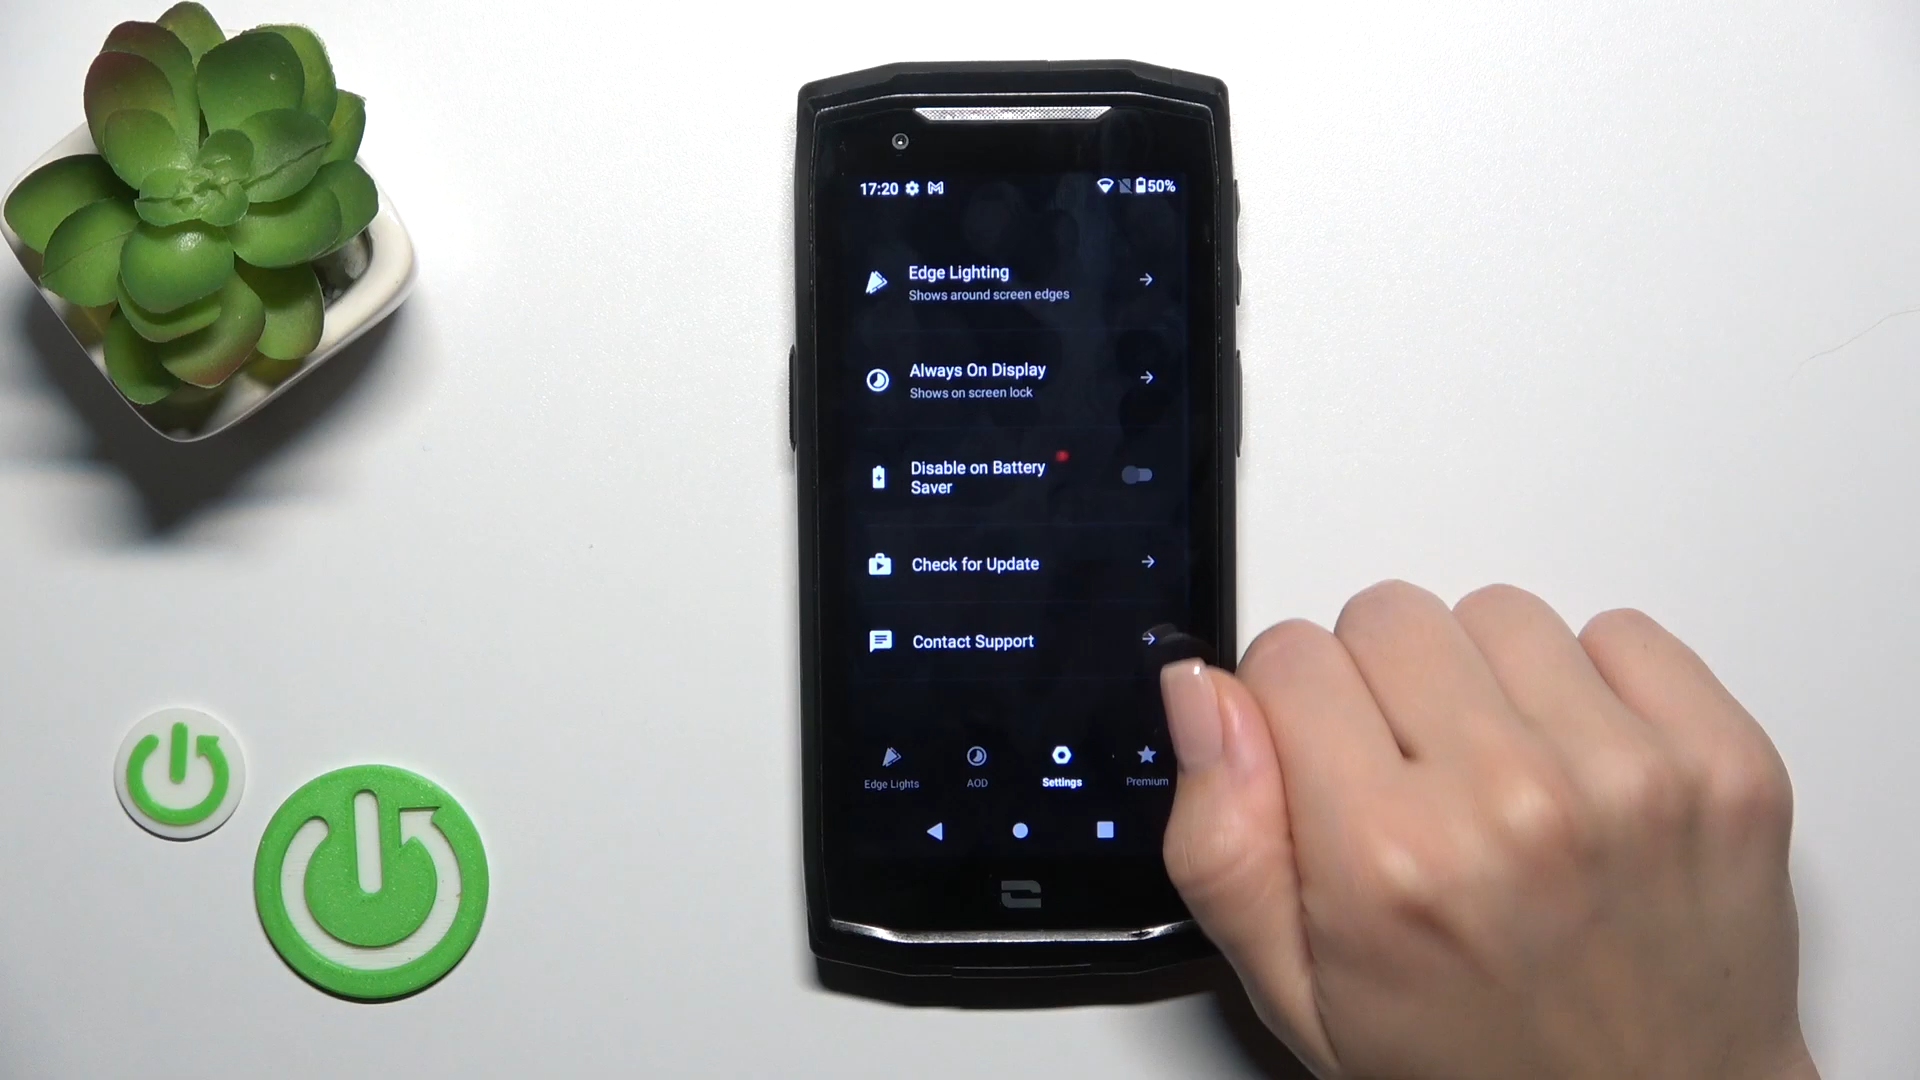 17:20 50%
Edge Lighting
Shows around screen edges
Always On Display
Shows on screen lock
Disable on Battery
Saver
Check for Update
Contact Support
Edge Lights AOD Settings Premium